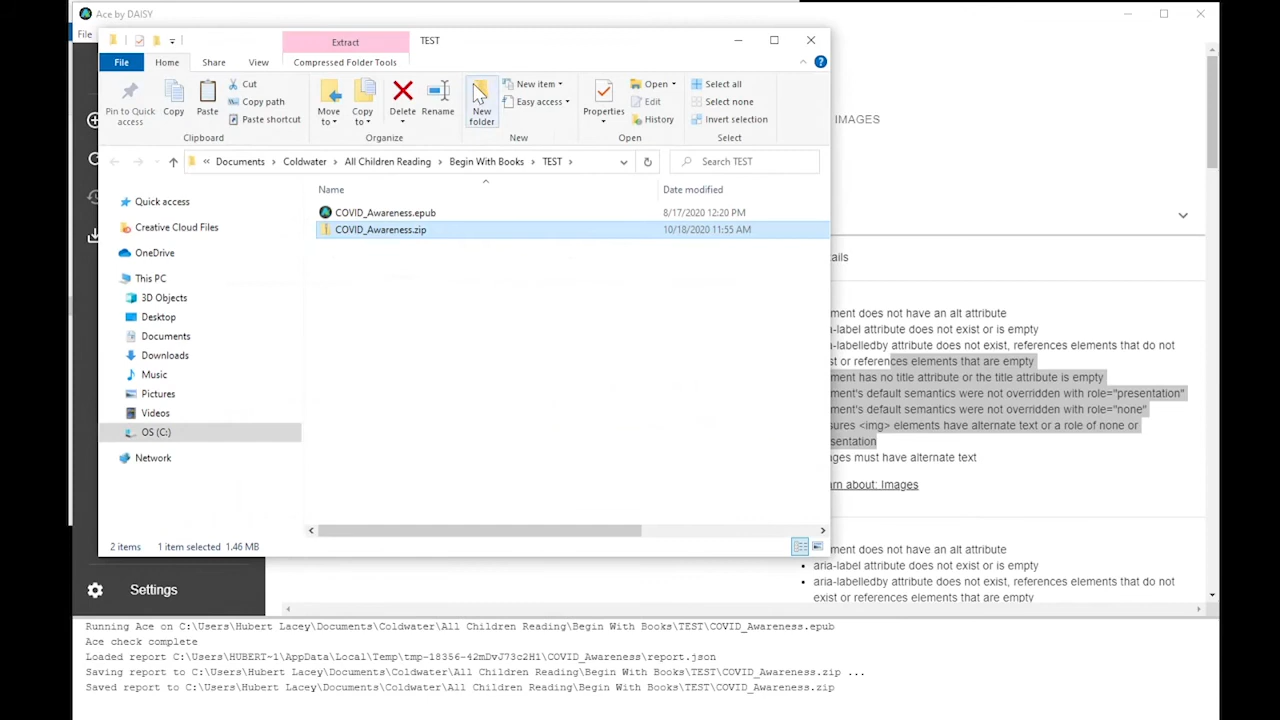 Ace by DAISY
File
Extract
TEST
File
Home
Share
View
Compressed Folder Tools
Pin to Quick access
Copy
Paste
Cut
Copy path
Paste shortcut
Clipboard
Move to
Copy to
Delete
Rename
Organize
New folder
New item
Easy access
New
Properties
Open
Edit
History
Open
Select all
Select none
Invert selection
Select
IMAGES
« Documents > Coldwater > All Children Reading > Begin With Books > TEST >
Search TEST
Name
Date modified
COVID_Awareness.epub
8/17/2020 12:20 PM
COVID_Awareness.zip
10/18/2020 11:55 AM
Quick access
Creative Cloud Files
OneDrive
This PC
3D Objects
Desktop
Documents
Downloads
Music
Pictures
Videos
OS (C:)
Network
2 items
1 item selected 1.46 MB
ails
ment does not have an alt attribute
a-label attribute does not exist or is empty
a-labelledby attribute does not exist, references elements that do not
st or references elements that are empty
ment has no title attribute or the title attribute is empty
ment's default semantics were not overridden with role="presentation"
ment's default semantics were not overridden with role="none"
sures <img> elements have alternate text or a role of none or
sentation
ages must have alternate text
arn about: Images
ment does not have an alt attribute
aria-label attribute does not exist or is empty
aria-labelledby attribute does not exist, references elements that do not
exist or references elements that are empty
Settings
Running Ace on C:\Users\Hubert Lacey\Documents\Coldwater\All Children Reading\Begin With Books\TEST\COVID_Awareness.epub
Ace check complete
Loaded report C:\Users\HUBERT~1\AppData\Local\Temp\tmp-18356-42mDvJ73c2H1\COVID_Awareness\report.json
Saving report to C:\Users\Hubert Lacey\Documents\Coldwater\All Children Reading\Begin With Books\TEST\COVID_Awareness.zip ...
Saved report to C:\Users\Hubert Lacey\Documents\Coldwater\All Children Reading\Begin With Books\TEST\COVID_Awareness.zip